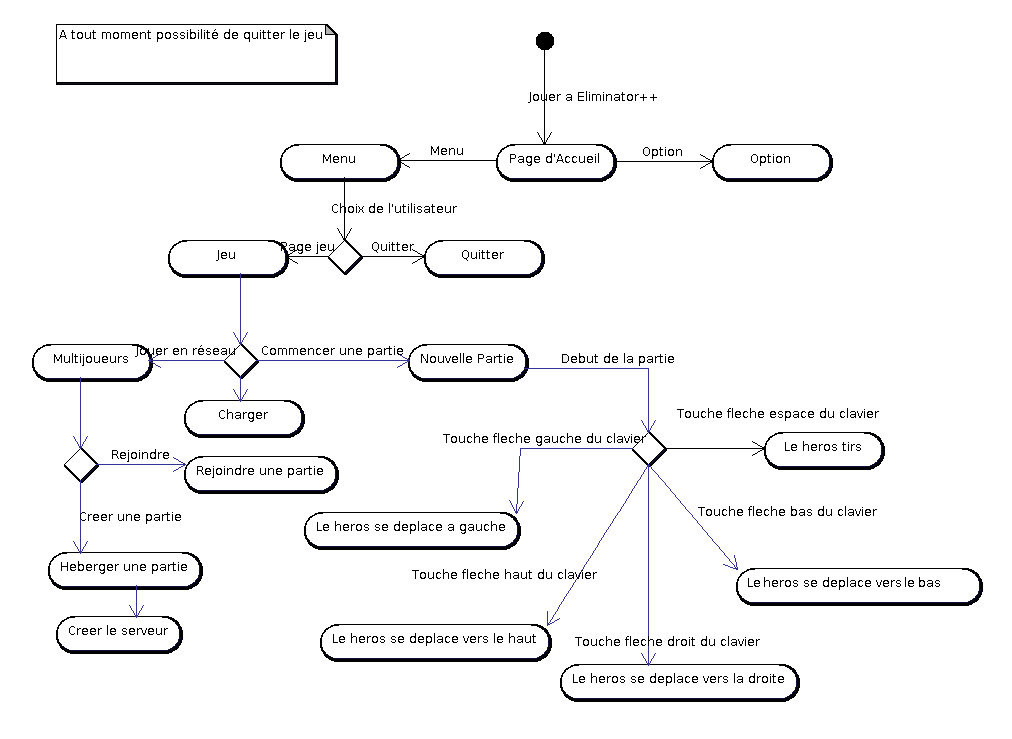 A tout moment possibilité de quitter le jeu
Jouer a Eliminator++
Menu
Menu
Page d'Accueil
Option
Option
Choix de l'utilisateur
Jeu
Page jeu
Quitter
Quitter
Multijoueurs
Jouer en réseau
Commencer une partie
Nouvelle Partie
Debut de la partie
Charger
Touche fleche espace du clavier
Touche fleche gauche du clavier
Le heros tirs
Rejoindre
Rejoindre une partie
Creer une partie
Touche fleche bas du clavier
Le heros se deplace a gauche
Heberger une partie
Touche fleche haut du clavier
Le heros se deplace vers le bas
Creer le serveur
Le heros se deplace vers le haut
Touche fleche droit du clavier
Le heros se deplace vers la droite